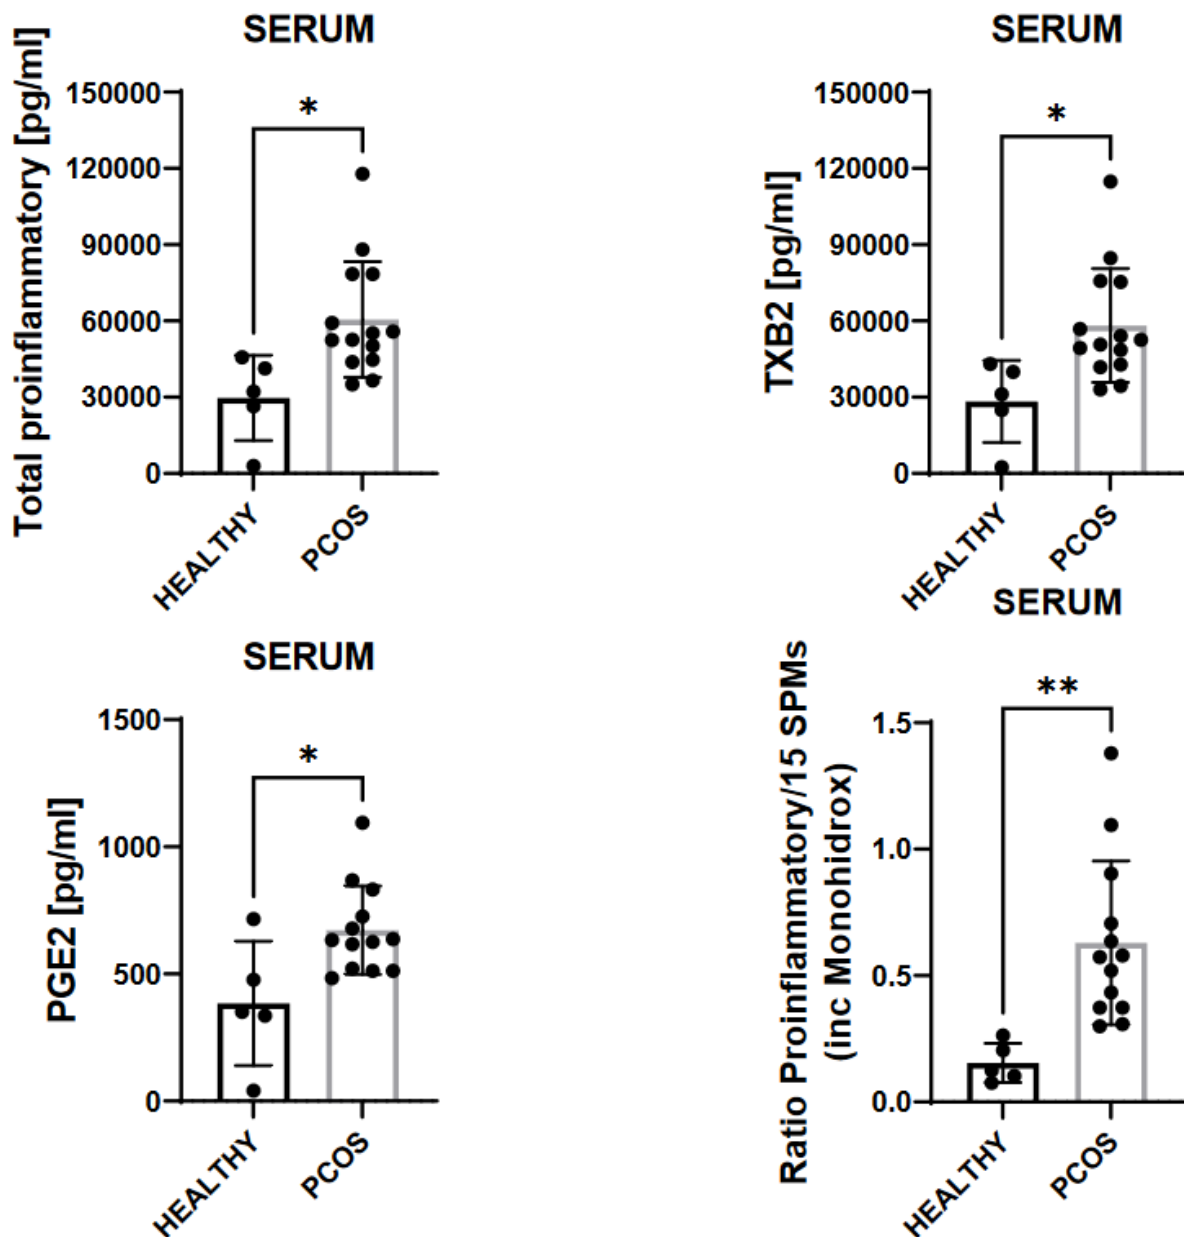 SERUM
Total proinflammatory [pg/ml]
150000
120000
90000
60000
30000
0
*
HEALTHY
PCOS
SERUM
TXB2 [pg/ml]
150000
120000
90000
60000
30000
0
*
HEALTHY
PCOS
SERUM
PGE2 [pg/ml]
1500
1000
500
0
*
HEALTHY
PCOS
SERUM
Ratio Proinflammatory/15 SPMs
(inc Monohidrox)
1.5
1.0
0.5
0.0
**
HEALTHY
PCOS